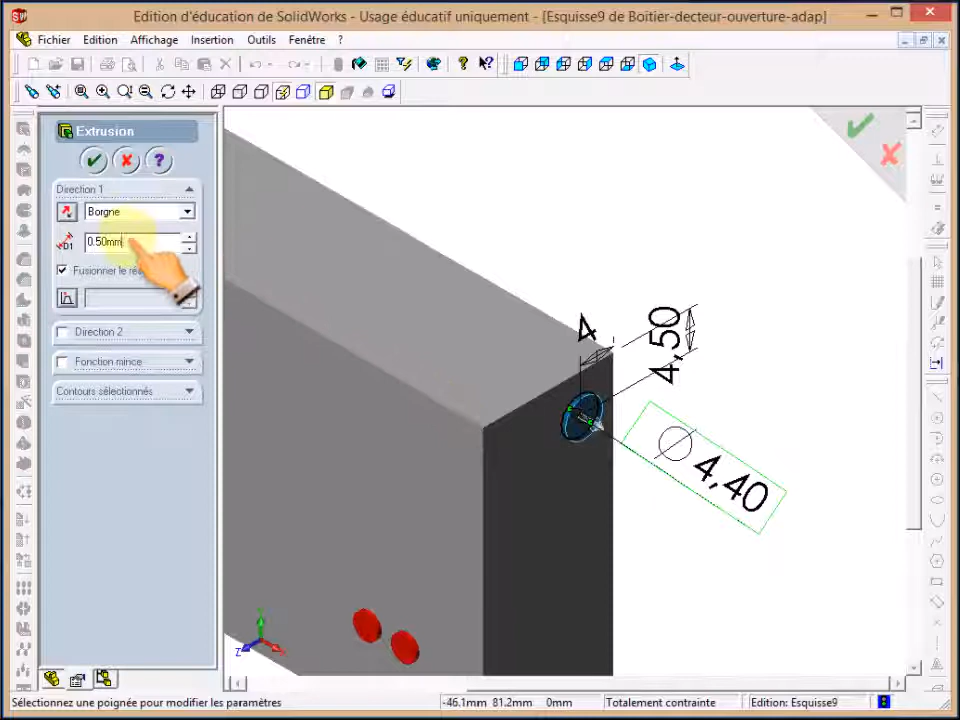 Edition d'éducation de SolidWorks - Usage éducatif uniquement - [Esquisse9 de Boitier-decteur-ouverture-adap]
Fichier Edition Affichage Insertion Outils Fenêtre ?
Extrusion
Direction 1
Borgne
D1 0.50mm
Fusionner le
Direction 2
Fonction mince
Contours sélectionnés
4
4,50
∅ 4,40
Y
Z
Sélectionnez une poignée pour modifier les paramètres
-46.1mm 81.2mm 0mm Totalement contrainte Edition: Esquisse9